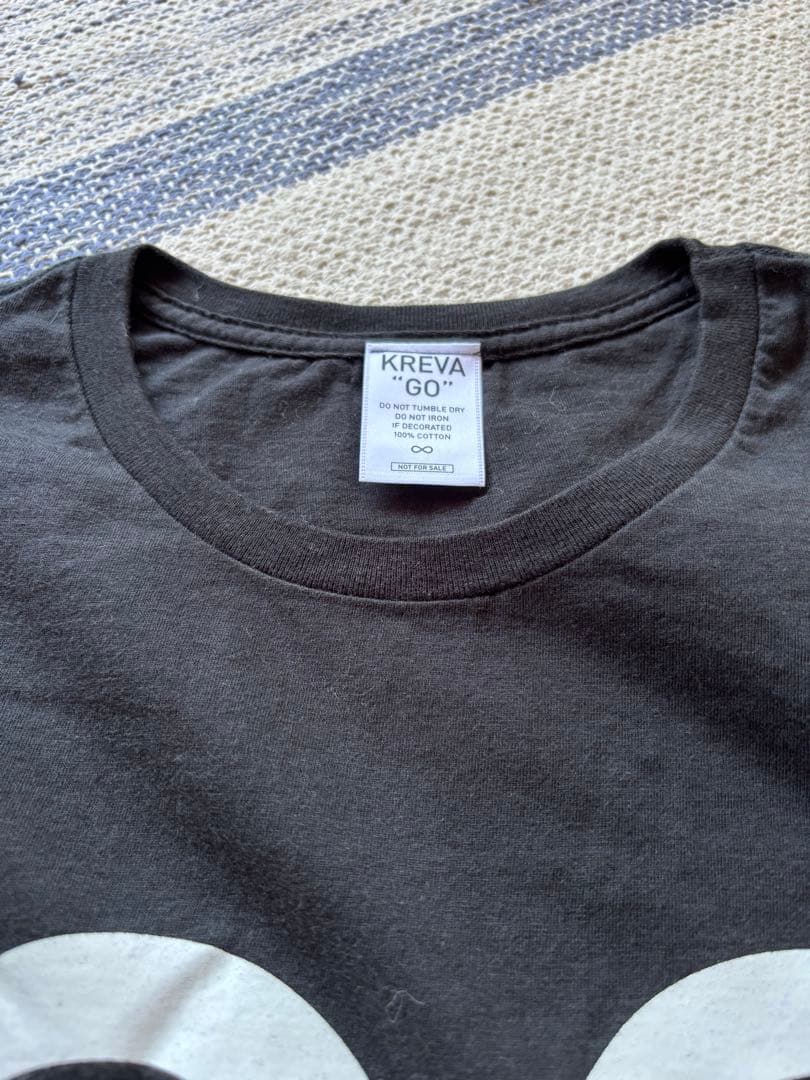 KREVA
"GO"
DO NOT TUMBLE DRY
DO NOT IRON
IF DECORATED
100% COTTON
∞
NOT FOR SALE